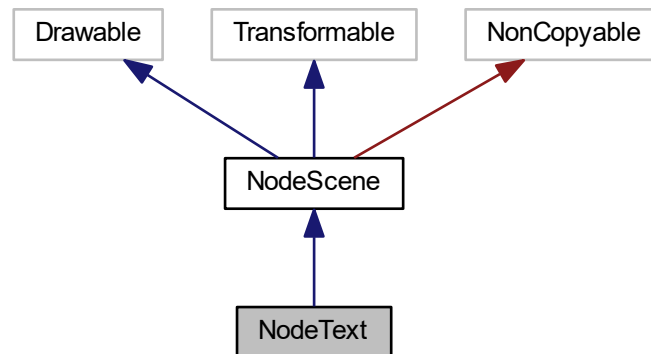 Drawable
Transformable
NonCopyable
NodeScene
NodeText